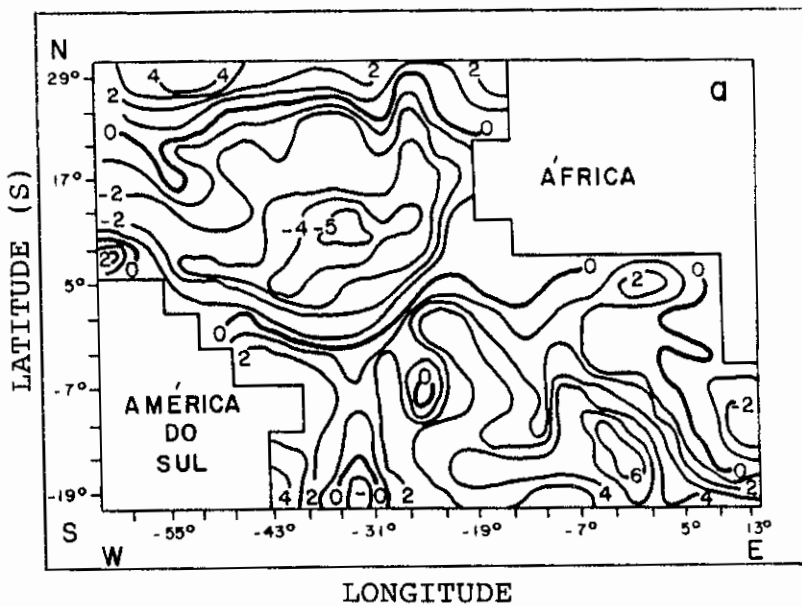 N
a
29°
17°
5°
-7°
-19°
LATITUDE (S)
4 4 2 2
2
0 0
-2
-4 -5
-2
2 0
0 2 0
0
2
0
-2
0
6
2
4 2 0 - 0 2 4 4
ÁFRICA
AMÉRICA
DO
SUL
S
W
-55° -43° -31° -19° -7° 5° 13°
E
LONGITUDE